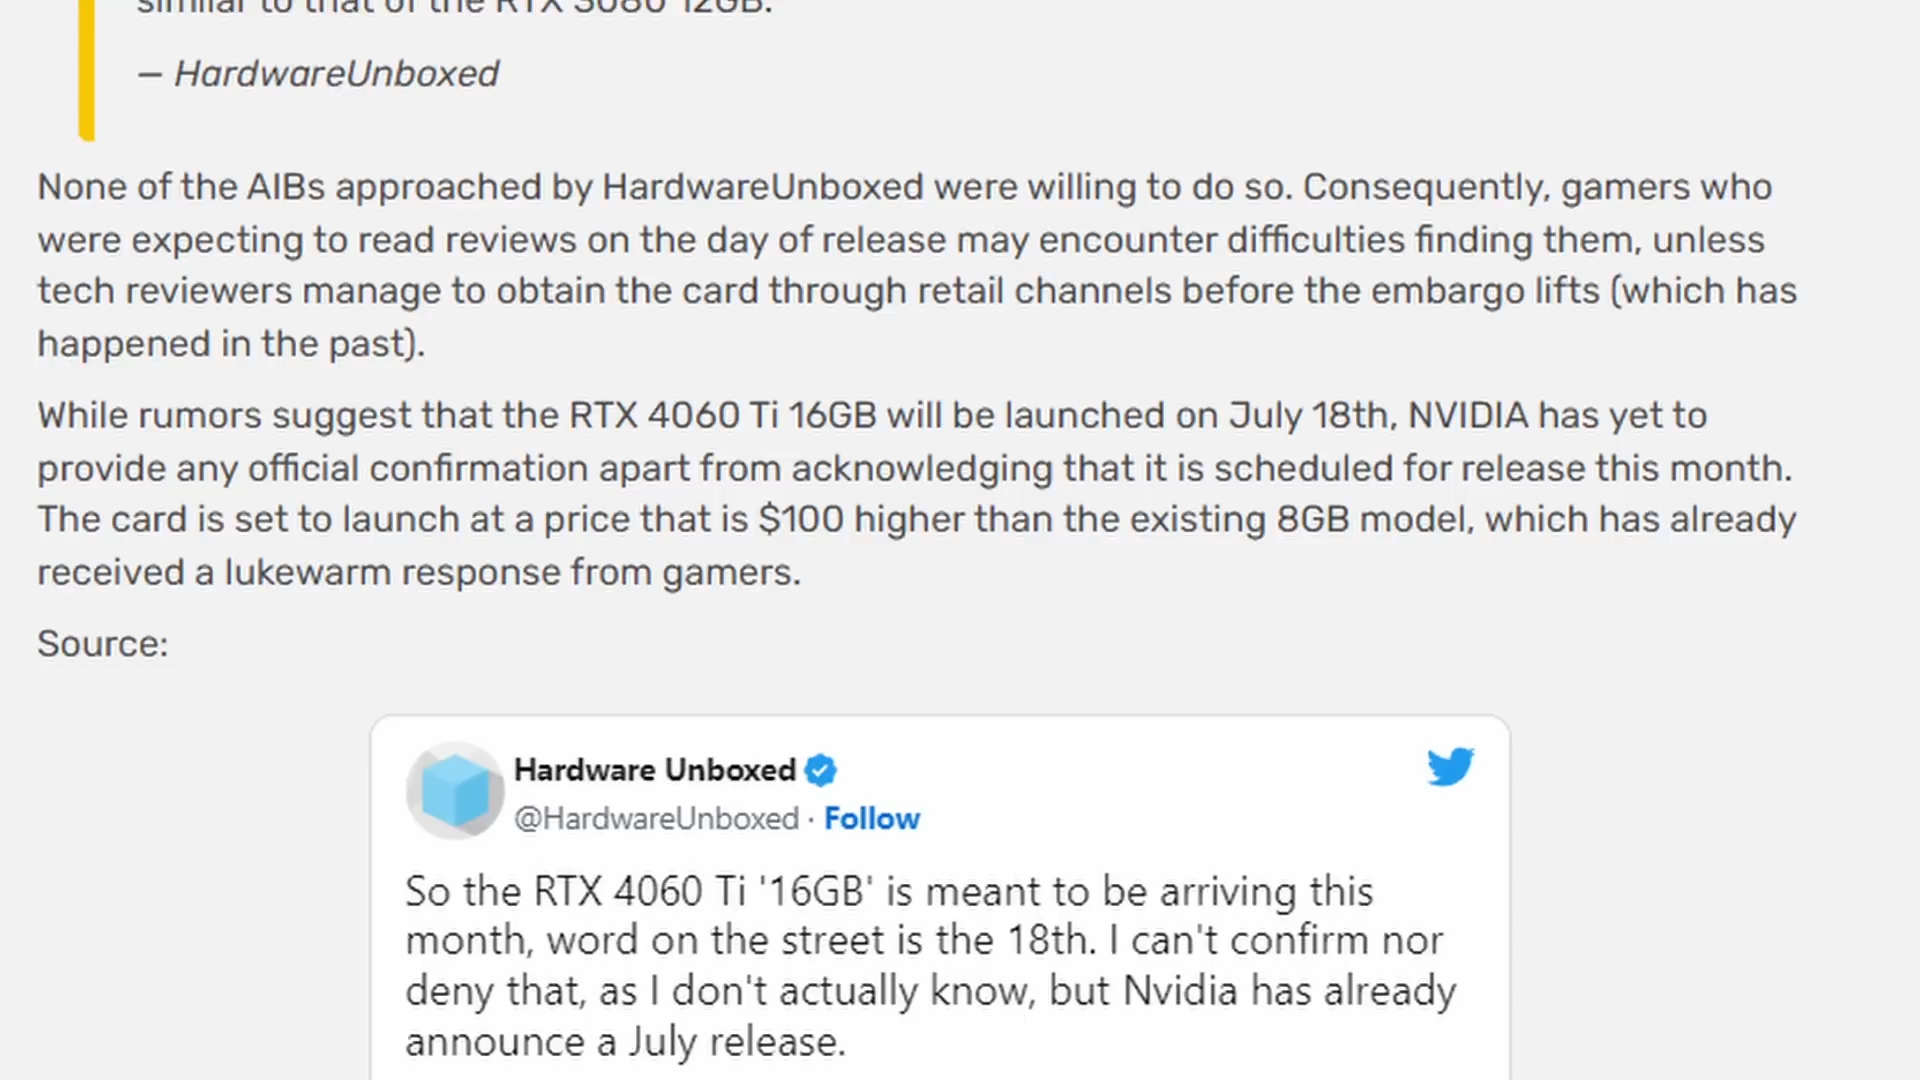 similar to that of the RTX 3080 12GB.
— HardwareUnboxed
None of the AIBs approached by HardwareUnboxed were willing to do so. Consequently, gamers who
were expecting to read reviews on the day of release may encounter difficulties finding them, unless
tech reviewers manage to obtain the card through retail channels before the embargo lifts (which has
happened in the past).
While rumors suggest that the RTX 4060 Ti 16GB will be launched on July 18th, NVIDIA has yet to
provide any official confirmation apart from acknowledging that it is scheduled for release this month.
The card is set to launch at a price that is $100 higher than the existing 8GB model, which has already
received a lukewarm response from gamers.
Source:
Hardware Unboxed
@HardwareUnboxed · Follow
So the RTX 4060 Ti '16GB' is meant to be arriving this
month, word on the street is the 18th. I can't confirm nor
deny that, as I don't actually know, but Nvidia has already
announce a July release.